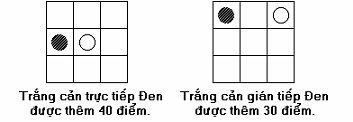 Trắng cản trực tiếp Đen
được thêm 40 điểm.
Trắng cản gián tiếp Đen
được thêm 30 điểm.